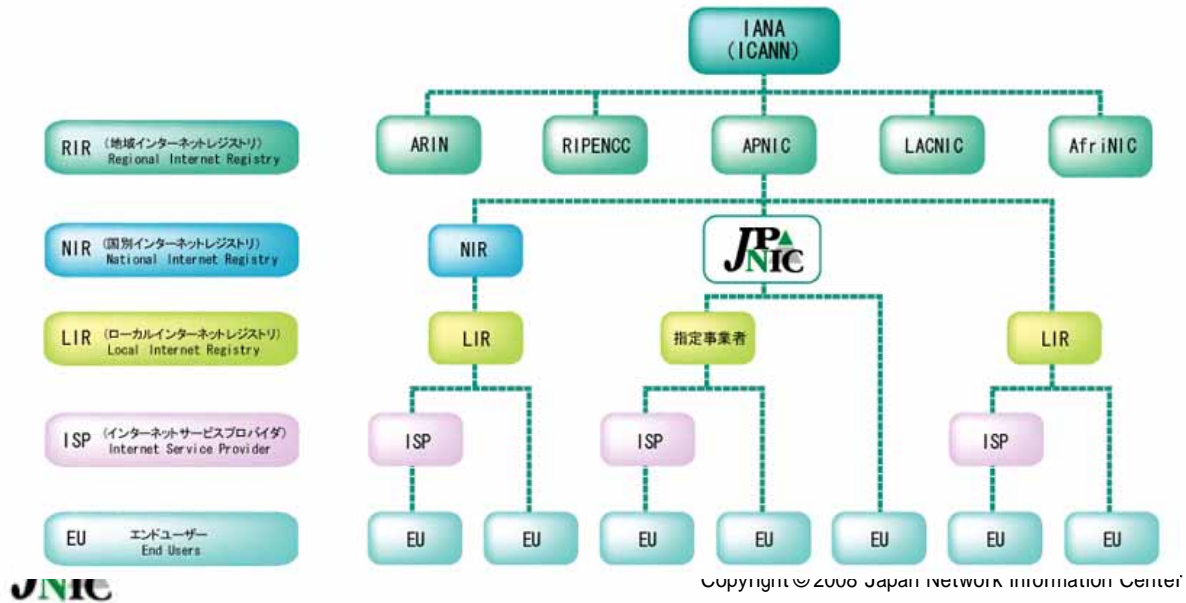 IANA
(ICANN)
RIR (地域インターネットレジストリ)
Regional Internet Registry
ARIN
RIPENCC
APNIC
LACNIC
AfriNIC
NIR (国別インターネットレジストリ)
National Internet Registry
NIR
JPNIC
LIR (ローカルインターネットレジストリ)
Local Internet Registry
LIR
指定事業者
LIR
ISP (インターネットサービスプロバイダ)
Internet Service Provider
ISP
ISP
ISP
EU エンドユーザー
End Users
EU
EU
EU
EU
EU
EU
EU
JPNIC
Copyright © 2008 Japan Network Information Center